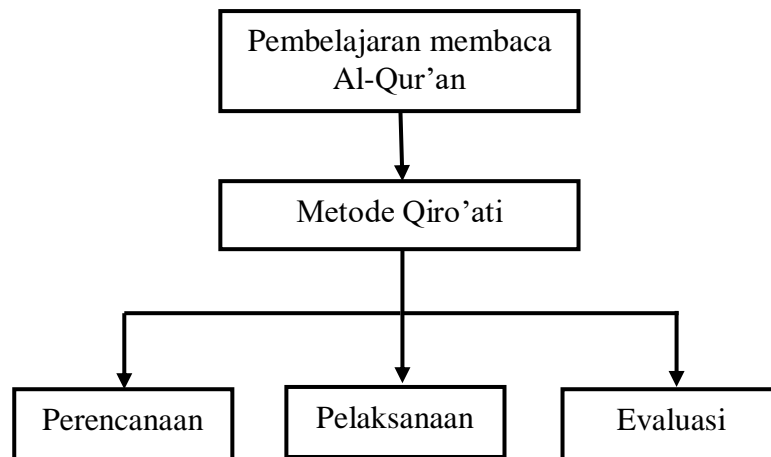 Pembelajaran membaca
Al-Qur’an
Metode Qiro’ati
Perencanaan
Pelaksanaan
Evaluasi